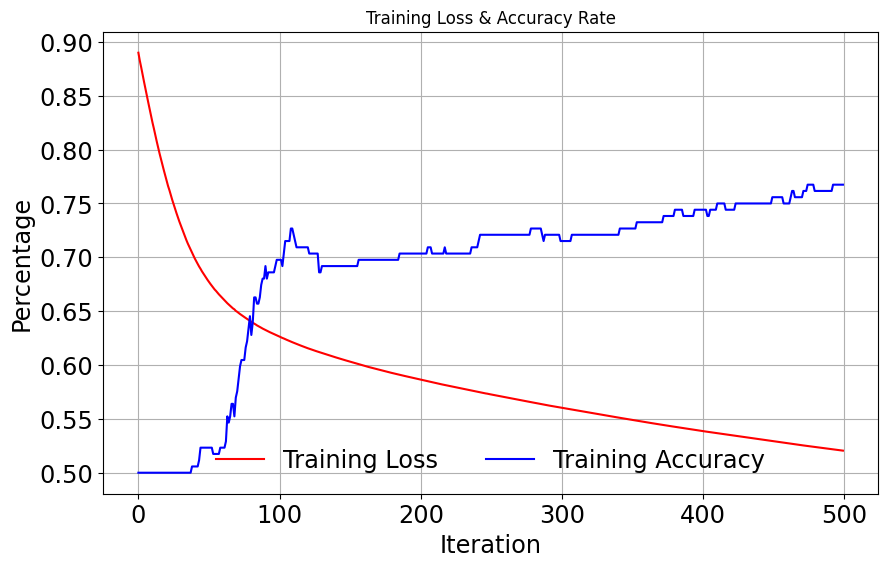 Training Loss & Accuracy Rate
0.90
0.85
0.80
0.75
0.70
0.65
0.60
0.55
0.50
Percentage
Training Loss Training Accuracy
0 100 200 300 400 500
Iteration